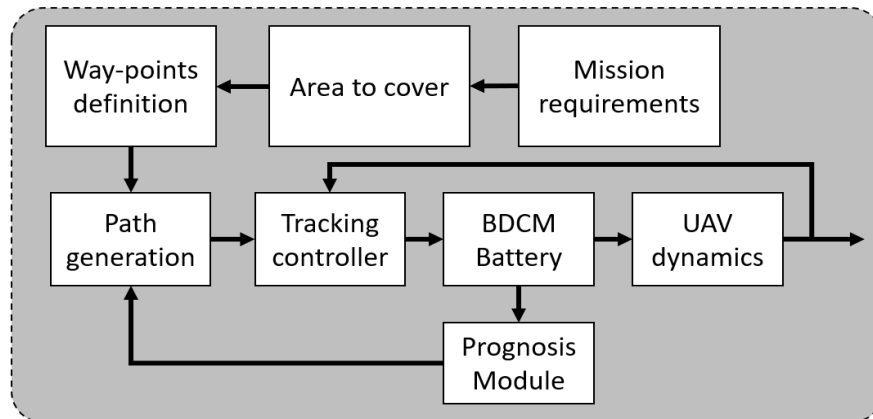 Way-points
definition
Area to cover
Mission
requirements
Path
generation
Tracking
controller
BDCM
Battery
UAV
dynamics
Prognosis
Module